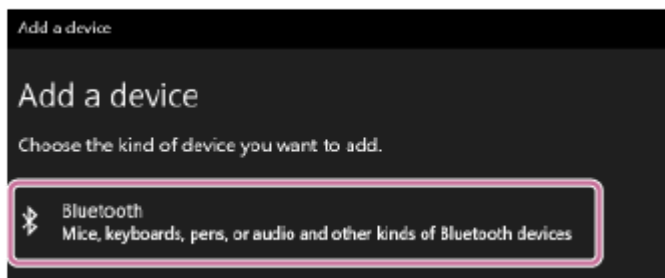 Add a device
Add a device
Choose the kind of device you want to add.
Bluetooth
Mice, keyboards, pens, or audio and other kinds of Bluetooth devices